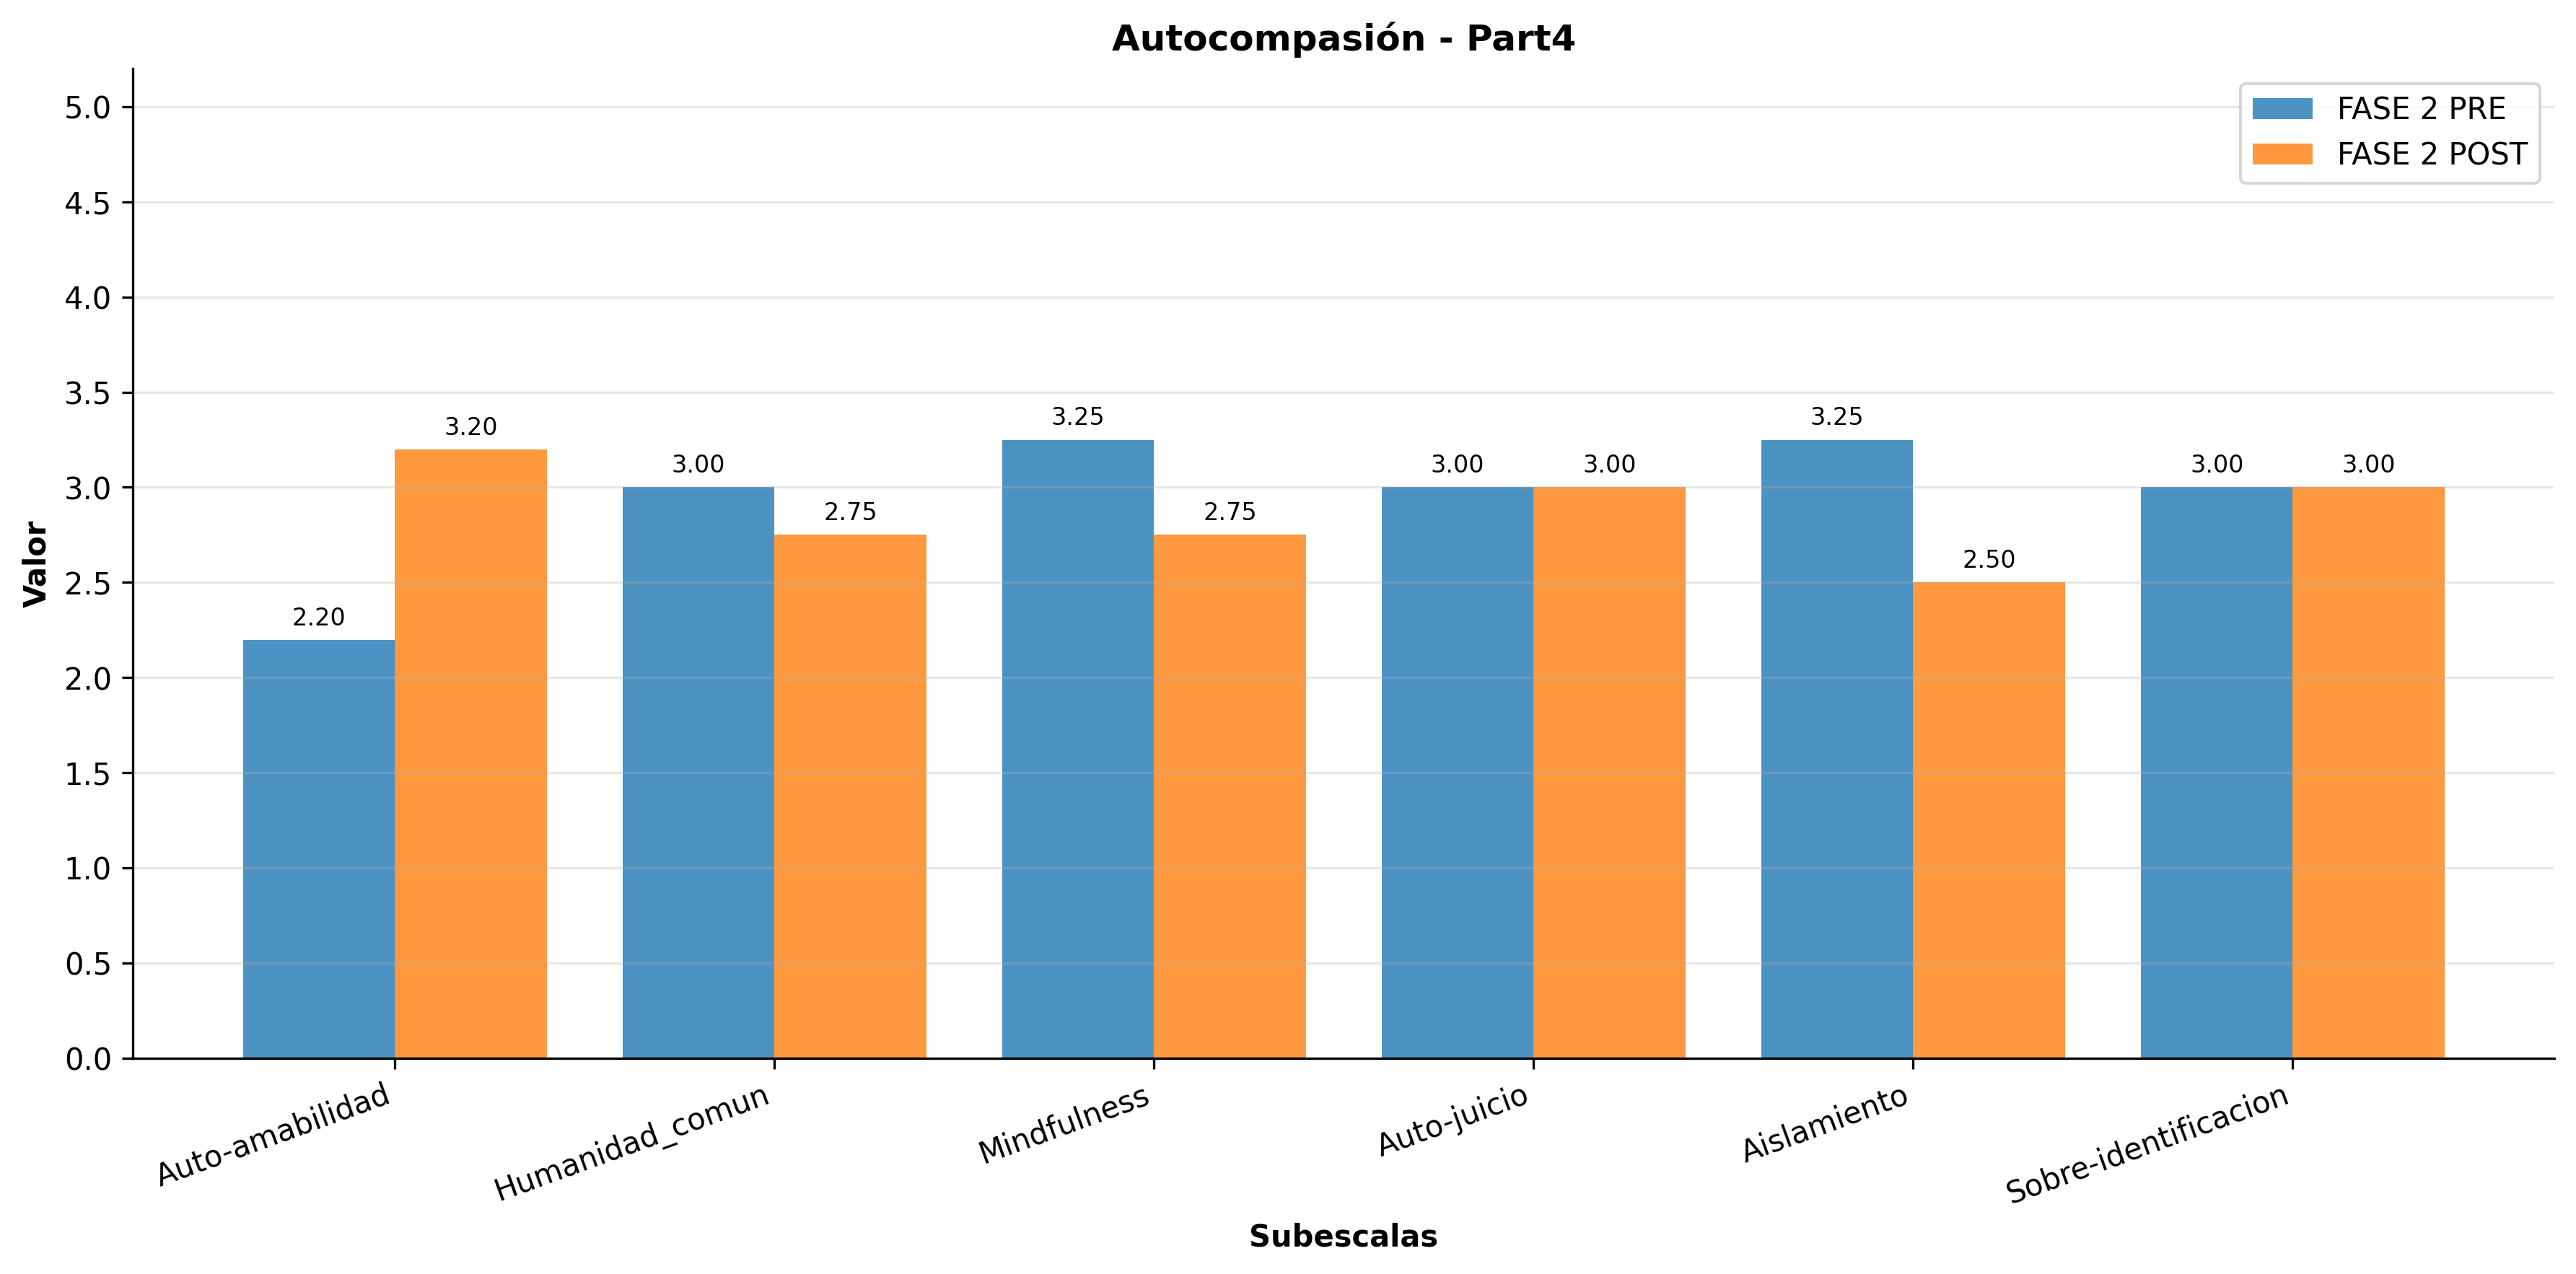 Autocompasión - Part4
FASE 2 PRE
FASE 2 POST
Valor
5.0
4.5
4.0
3.5
3.0
2.5
2.0
1.5
1.0
0.5
0.0
2.20
3.20
3.00
2.75
3.25
2.75
3.00
3.00
3.25
2.50
3.00
3.00
Auto-amabilidad
Humanidad_comun
Mindfulness
Auto-juicio
Aislamiento
Sobre-identificacion
Subescalas